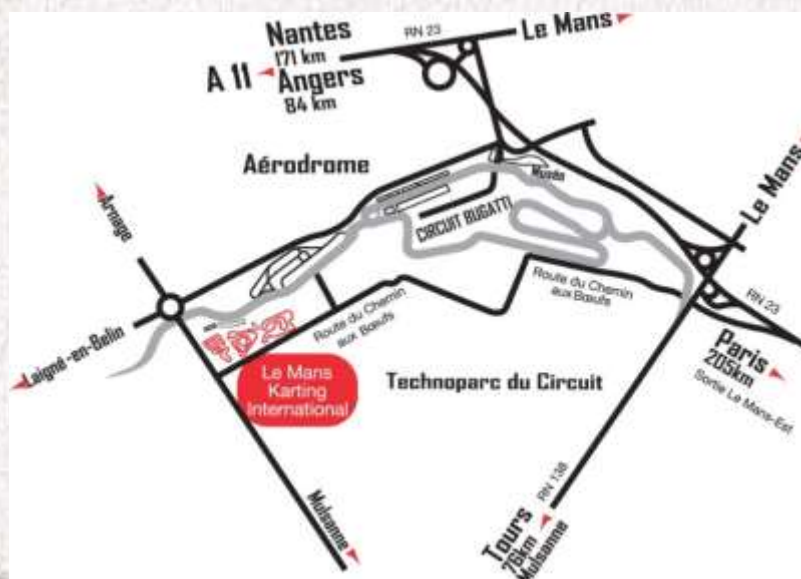 Nantes
171 km
RN 23
Le Mans
A 11
Angers
84 km
Aérodrome
Musée
Arnage
CIRCUIT BUGATTI
Le Mans
Route du Chemin
aux Bœufs
Route du Chemin
aux Bœufs
RN 23
Laigné-en-Belin
Paris
205km
Sortie Le Mans-Est
Le Mans
Karting
International
Technoparc du Circuit
RN 138
Mulsanne
Tours
76km
Mulsanne